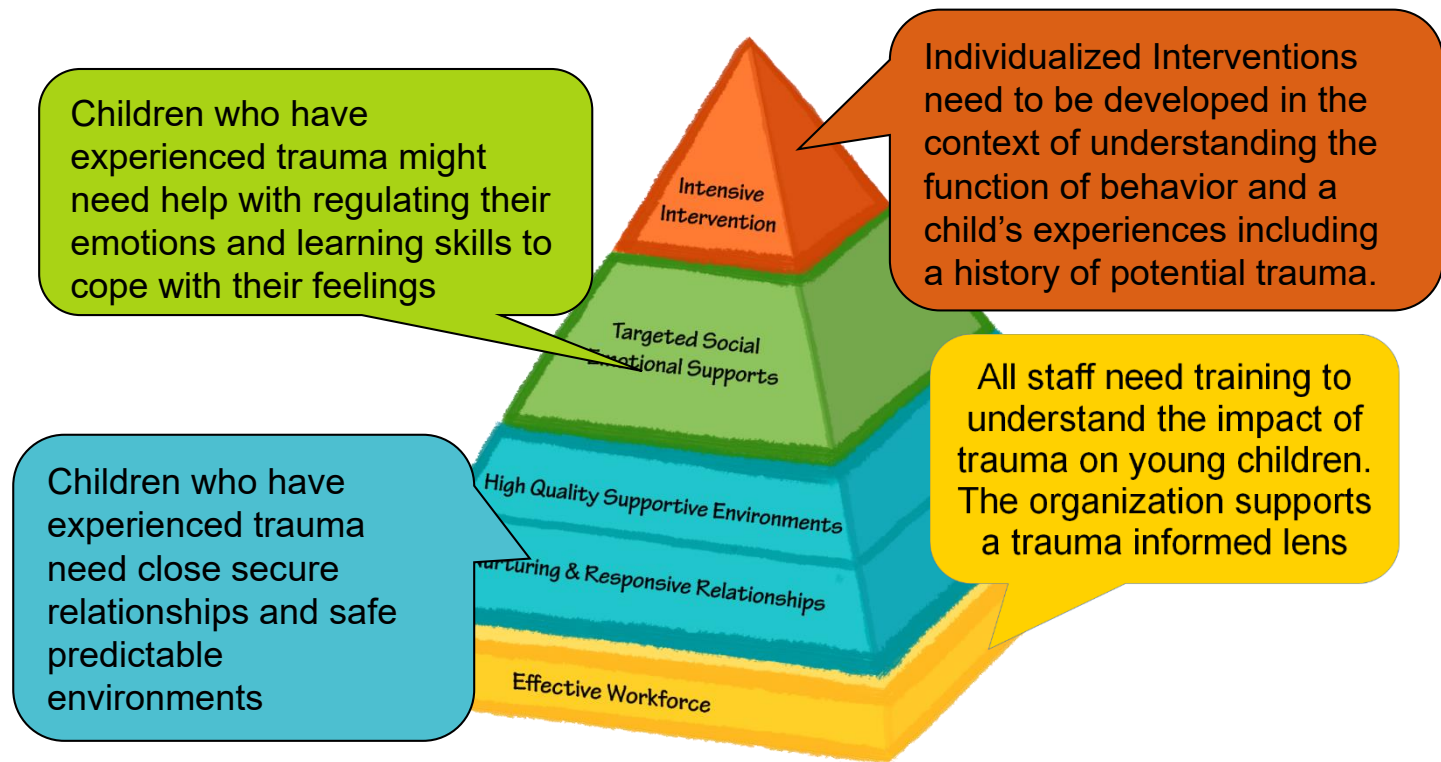 Children who have
experienced trauma might
need help with regulating their
emotions and learning skills to
cope with their feelings
Individualized Interventions
need to be developed in the
context of understanding the
function of behavior and a
child's experiences including
a history of potential trauma.
Intensive
Intervention
Targeted Social
Emotional Supports
All staff need training to
understand the impact of
trauma on young children.
The organization supports
a trauma informed lens
Children who have
experienced trauma
need close secure
relationships and safe
predictable
environments
High Quality Supportive Environments
Nurturing & Responsive Relationships
Effective Workforce